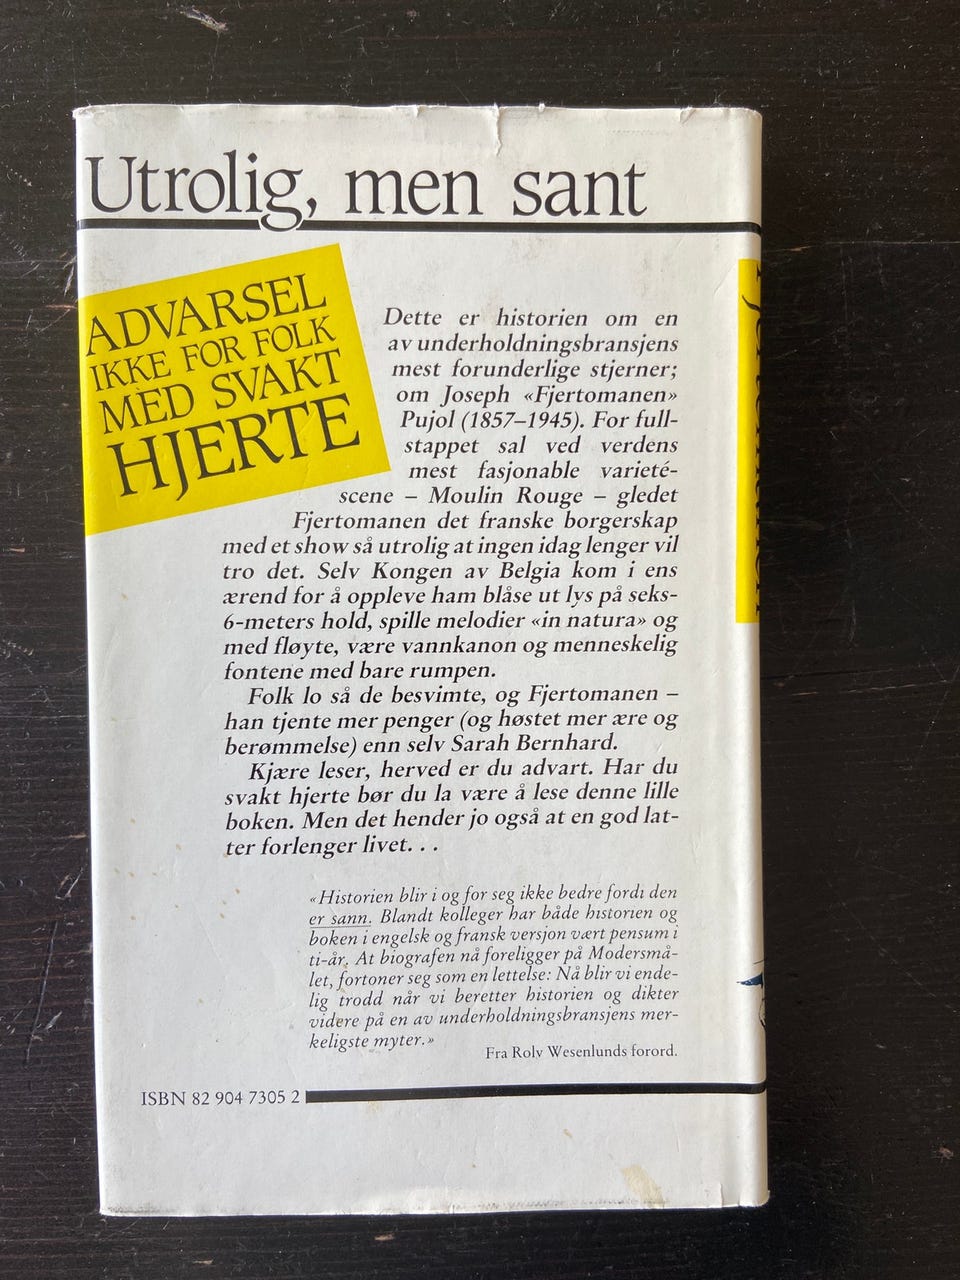 Utrolig, men sant
ADVARSEL
IKKE FOR FOLK
MED SVAKT
HJERTE
Dette er historien om en
av underholdningsbransjens
mest forunderlige stjerner;
om Joseph «Fjertomanen»
Pujol (1857–1945). For full-
stappet sal ved verdens
mest fasjonable varieté-
scene – Moulin Rouge – gledet
Fjertomanen det franske borgerskap
med et show så utrolig at ingen idag lenger vil
tro det. Selv Kongen av Belgia kom i ens
ærend for å oppleve ham blåse ut lys på seks-
6-meters hold, spille melodier «in natura» og
med fløyte, være vannkanon og menneskelig
fontene med bare rumpen.
Folk lo så de besvimte, og Fjertomanen –
han tjente mer penger (og høstet mer ære og
berømmelse) enn selv Sarah Bernhard.
Kjære leser, herved er du advart. Har du
svakt hjerte bør du la være å lese denne lille
boken. Men det hender jo også at en god lat-
ter forlenger livet. . .
«Historien blir i og for seg ikke bedre fordi den
er sann. Blandt kolleger har både historien og
boken i engelsk og fransk versjon vært pensum i
ti-år. At biografen nå foreligger på Modersmå-
let, fortoner seg som en lettelse: Nå blir vi ende-
lig trodd når vi beretter historien og dikter
videre på en av underholdningsbransjens mer-
keligste myter.»
Fra Rolv Wesenlunds forord.
ISBN 82 904 7305 2